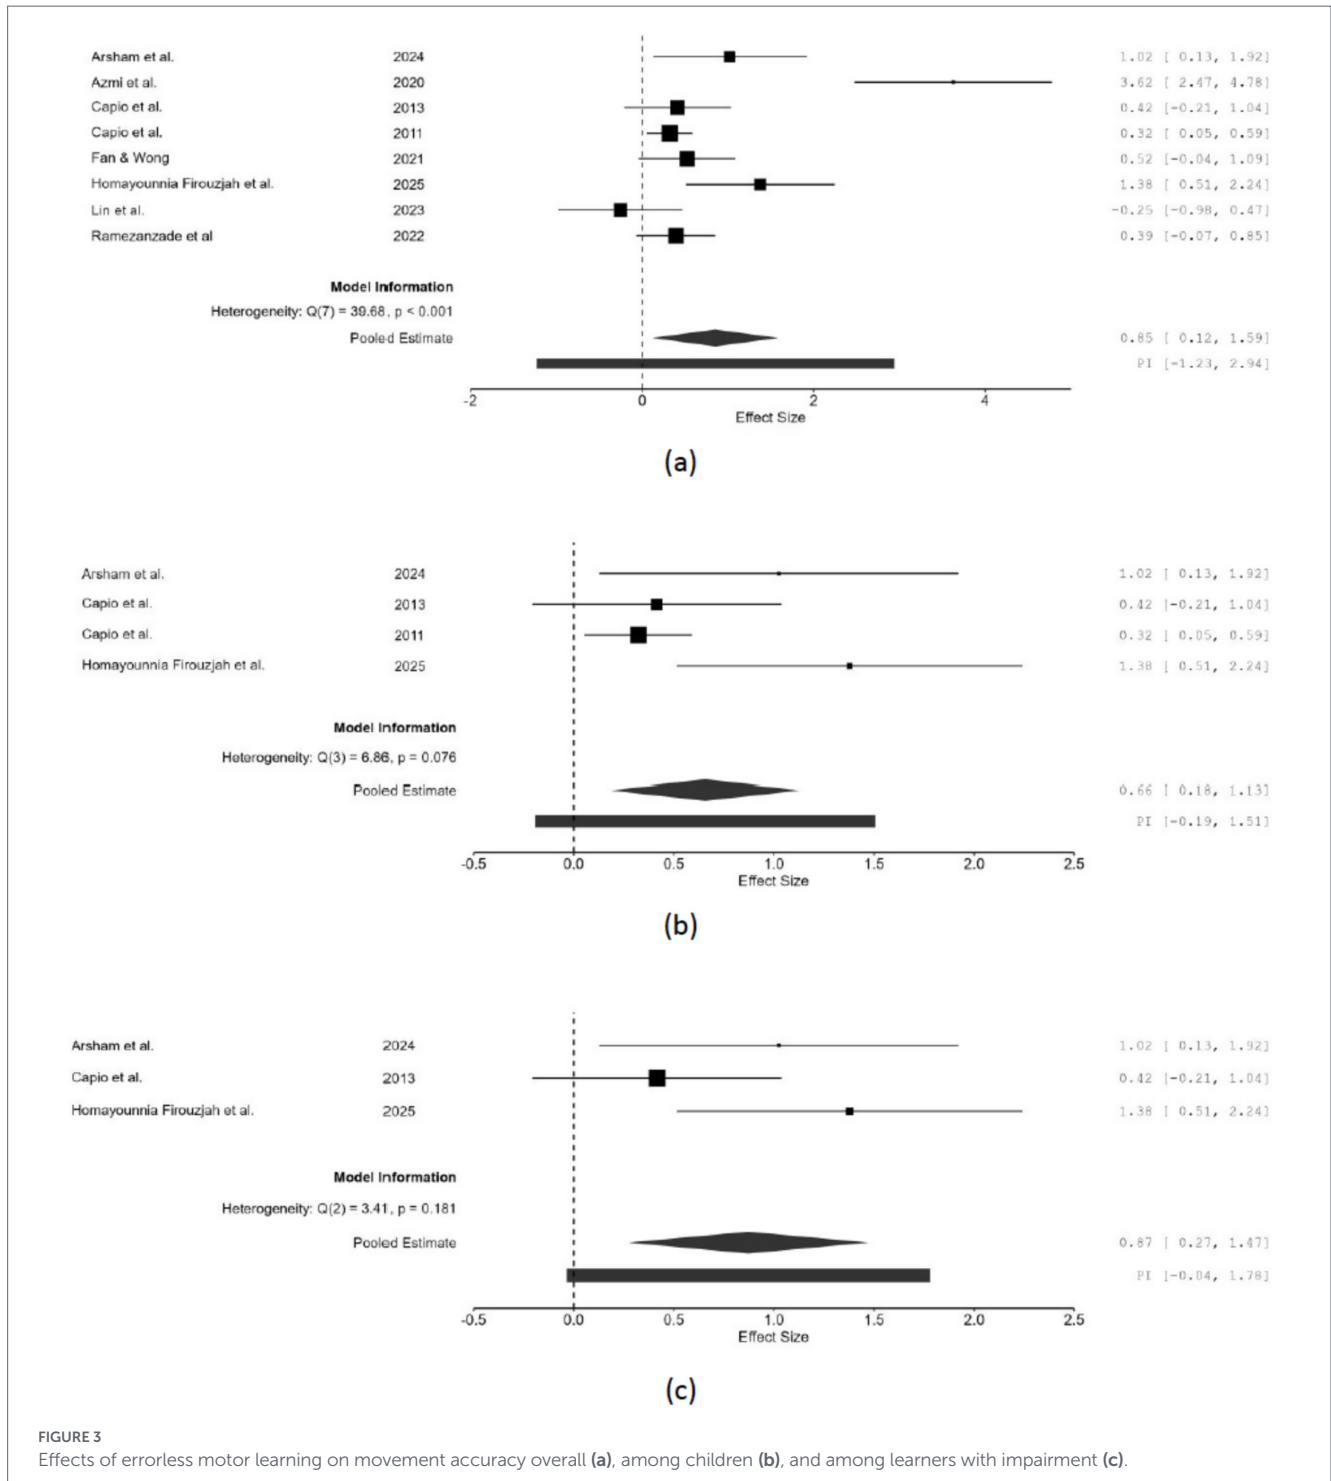 Arsham et al. 2024 1.02 [ 0.13, 1.92]
Azmi et al. 2020 3.62 [ 2.47, 4.78]
Capio et al. 2013 0.42 [-0.21, 1.04]
Capio et al. 2011 0.32 [ 0.05, 0.59]
Fan & Wong 2021 0.52 [-0.04, 1.09]
Homayounnia Firouzjah et al. 2025 1.38 [ 0.51, 2.24]
Lin et al. 2023 -0.25 [-0.98, 0.47]
Ramezanzade et al 2022 0.39 [-0.07, 0.85]
Model Information
Heterogeneity: Q(7) = 39.68, p < 0.001
Pooled Estimate 0.85 [ 0.12, 1.59]
PI [-1.23, 2.94]
-2 0 2 4
Effect Size
(a)
Arsham et al. 2024 1.02 [ 0.13, 1.92]
Capio et al. 2013 0.42 [-0.21, 1.04]
Capio et al. 2011 0.32 [ 0.05, 0.59]
Homayounnia Firouzjah et al. 2025 1.38 [ 0.51, 2.24]
Model Information
Heterogeneity: Q(3) = 6.86, p = 0.076
Pooled Estimate 0.66 [ 0.18, 1.13]
PI [-0.19, 1.51]
-0.5 0.0 0.5 1.0 1.5 2.0 2.5
Effect Size
(b)
Arsham et al. 2024 1.02 [ 0.13, 1.92]
Capio et al. 2013 0.42 [-0.21, 1.04]
Homayounnia Firouzjah et al. 2025 1.38 [ 0.51, 2.24]
Model Information
Heterogeneity: Q(2) = 3.41, p = 0.181
Pooled Estimate 0.87 [ 0.27, 1.47]
PI [-0.04, 1.78]
-0.5 0.0 0.5 1.0 1.5 2.0 2.5
Effect Size
(c)
FIGURE 3
Effects of errorless motor learning on movement accuracy overall (a), among children (b), and among learners with impairment (c).